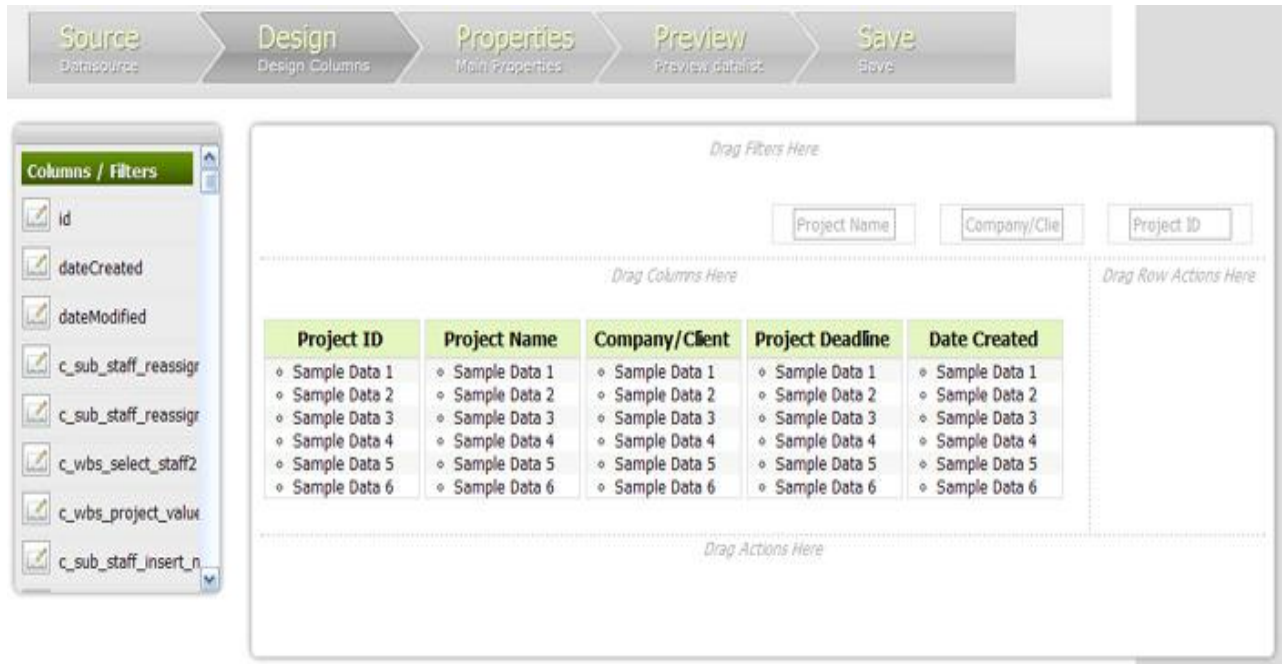 Source Design Properties Preview Save
Datasource Design Columns Main Properties Preview datalist Save
Columns / Filters
id
dateCreated
dateModified
c_sub_staff_reassigr
c_sub_staff_reassigr
c_wbs_select_staff2
c_wbs_project_value
c_sub_staff_insert_n
Drag Filters Here
Project Name Company/Clie Project ID
Drag Columns Here Drag Row Actions Here
Project ID Project Name Company/Client Project Deadline Date Created
Sample Data 1 Sample Data 1 Sample Data 1 Sample Data 1 Sample Data 1
Sample Data 2 Sample Data 2 Sample Data 2 Sample Data 2 Sample Data 2
Sample Data 3 Sample Data 3 Sample Data 3 Sample Data 3 Sample Data 3
Sample Data 4 Sample Data 4 Sample Data 4 Sample Data 4 Sample Data 4
Sample Data 5 Sample Data 5 Sample Data 5 Sample Data 5 Sample Data 5
Sample Data 6 Sample Data 6 Sample Data 6 Sample Data 6 Sample Data 6
Drag Actions Here